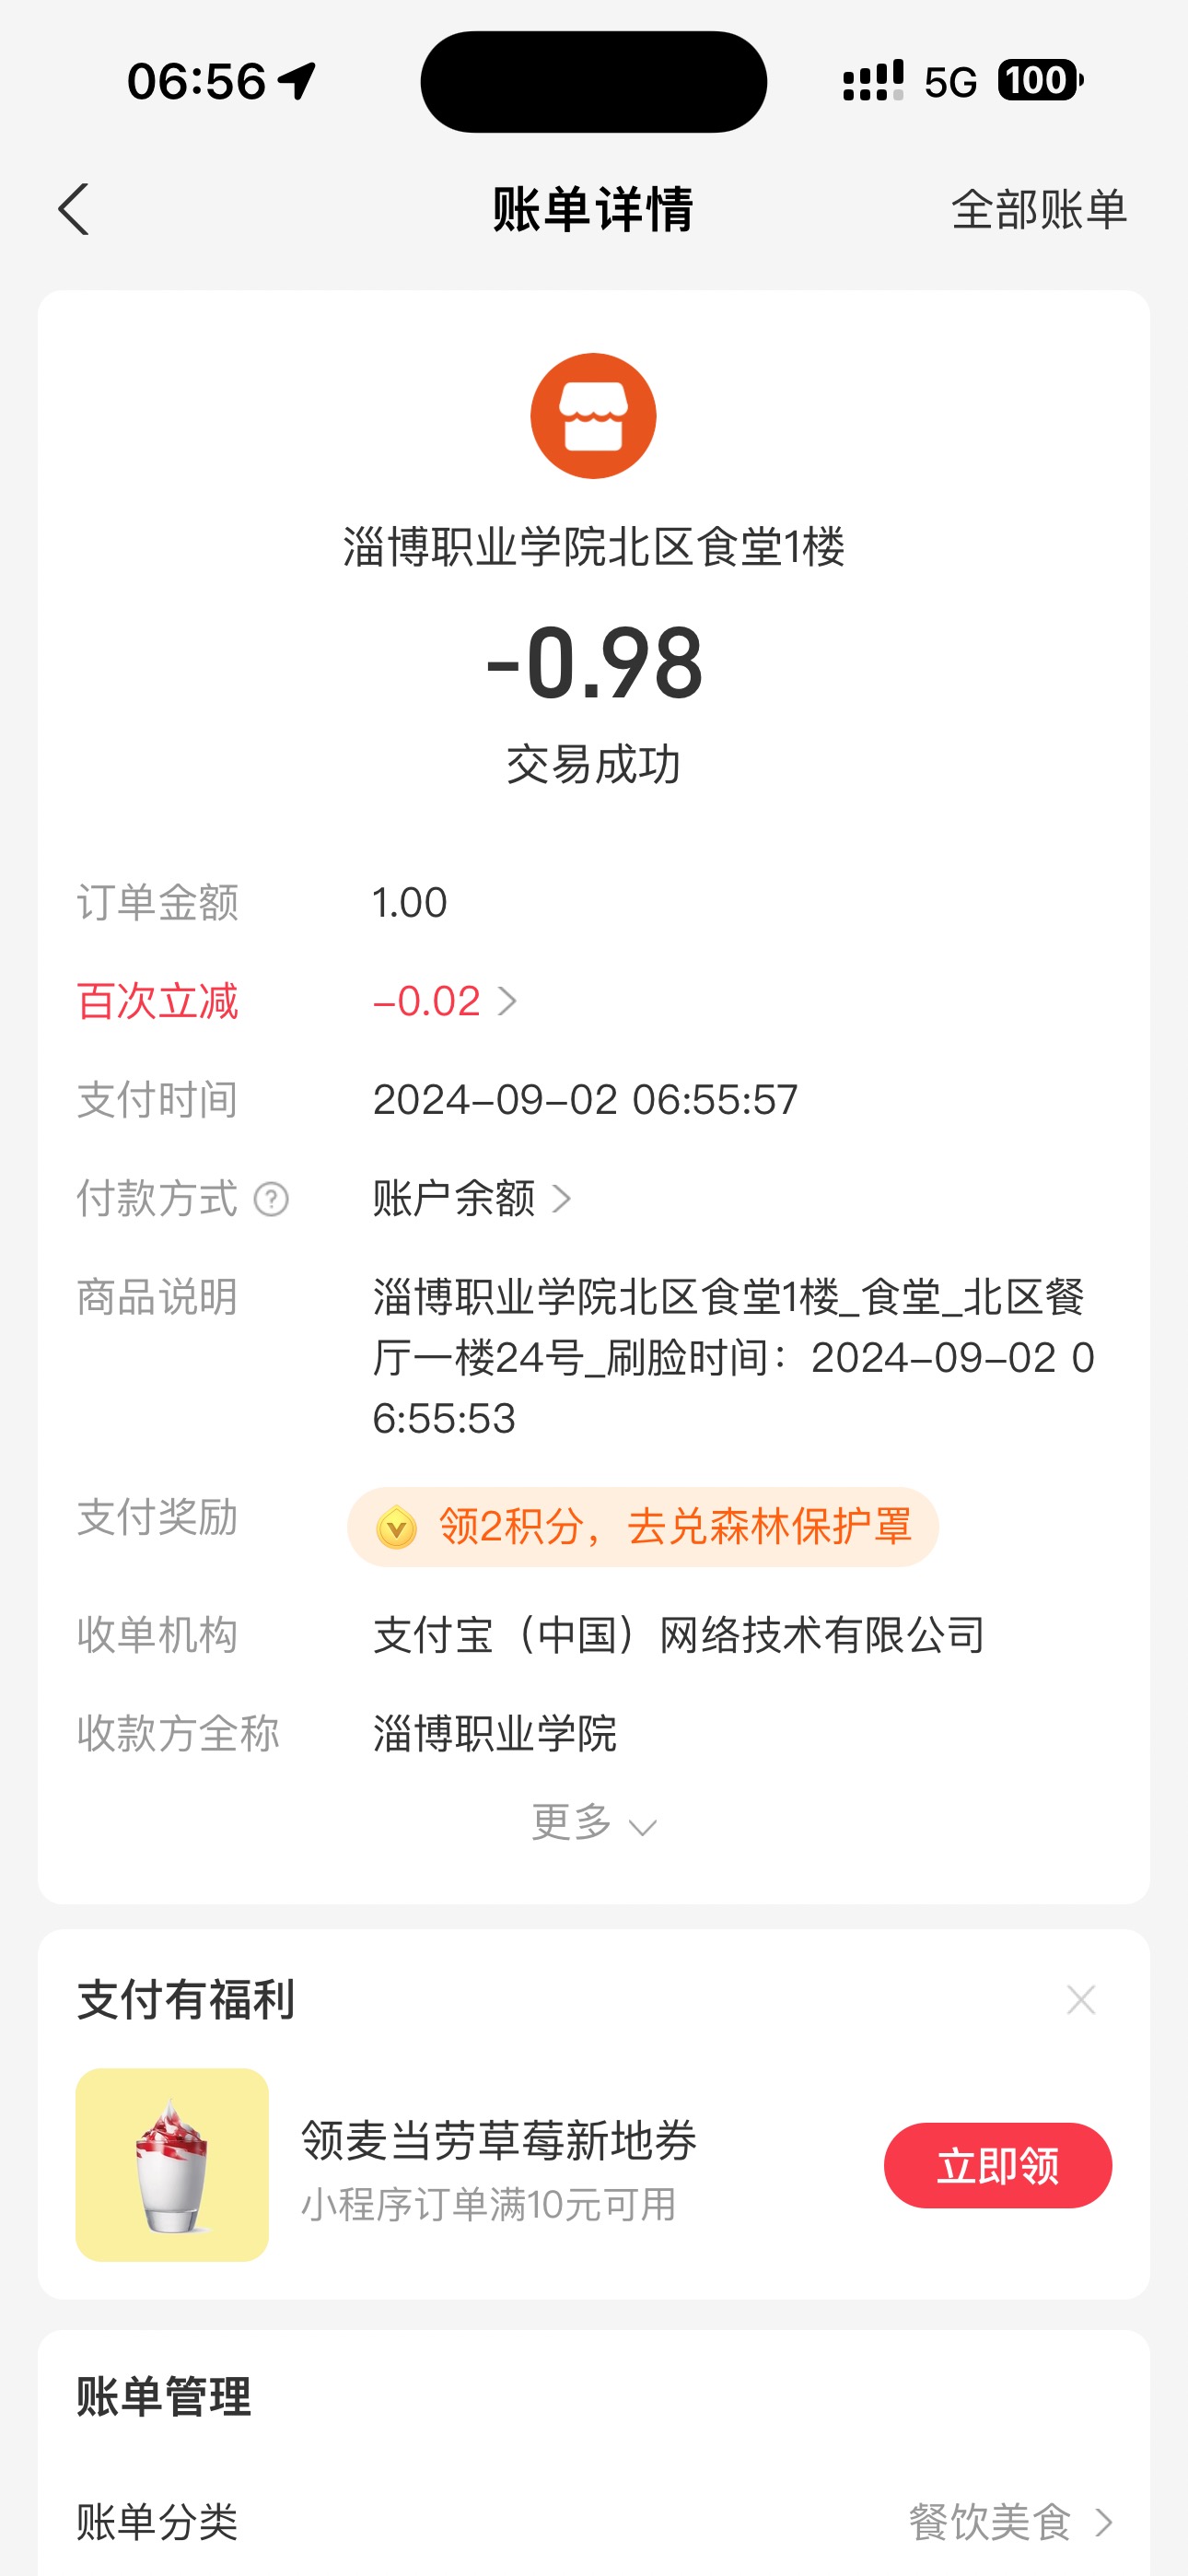 06:56 5G 100
账单详情 全部账单
淄博职业学院北区食堂1楼
-0.98
交易成功
订单金额 1.00
百次立减 -0.02
支付时间 2024-09-02 06:55:57
付款方式 ? 账户余额
商品说明 淄博职业学院北区食堂1楼_食堂_北区餐
厅一楼24号_刷脸时间：2024-09-02 0
6:55:53
支付奖励 领2积分，去兑森林保护罩
收单机构 支付宝（中国）网络技术有限公司
收款方全称 淄博职业学院
更多
支付有福利
领麦当劳草莓新地券
小程序订单满10元可用
立即领
账单管理
账单分类 餐饮美食